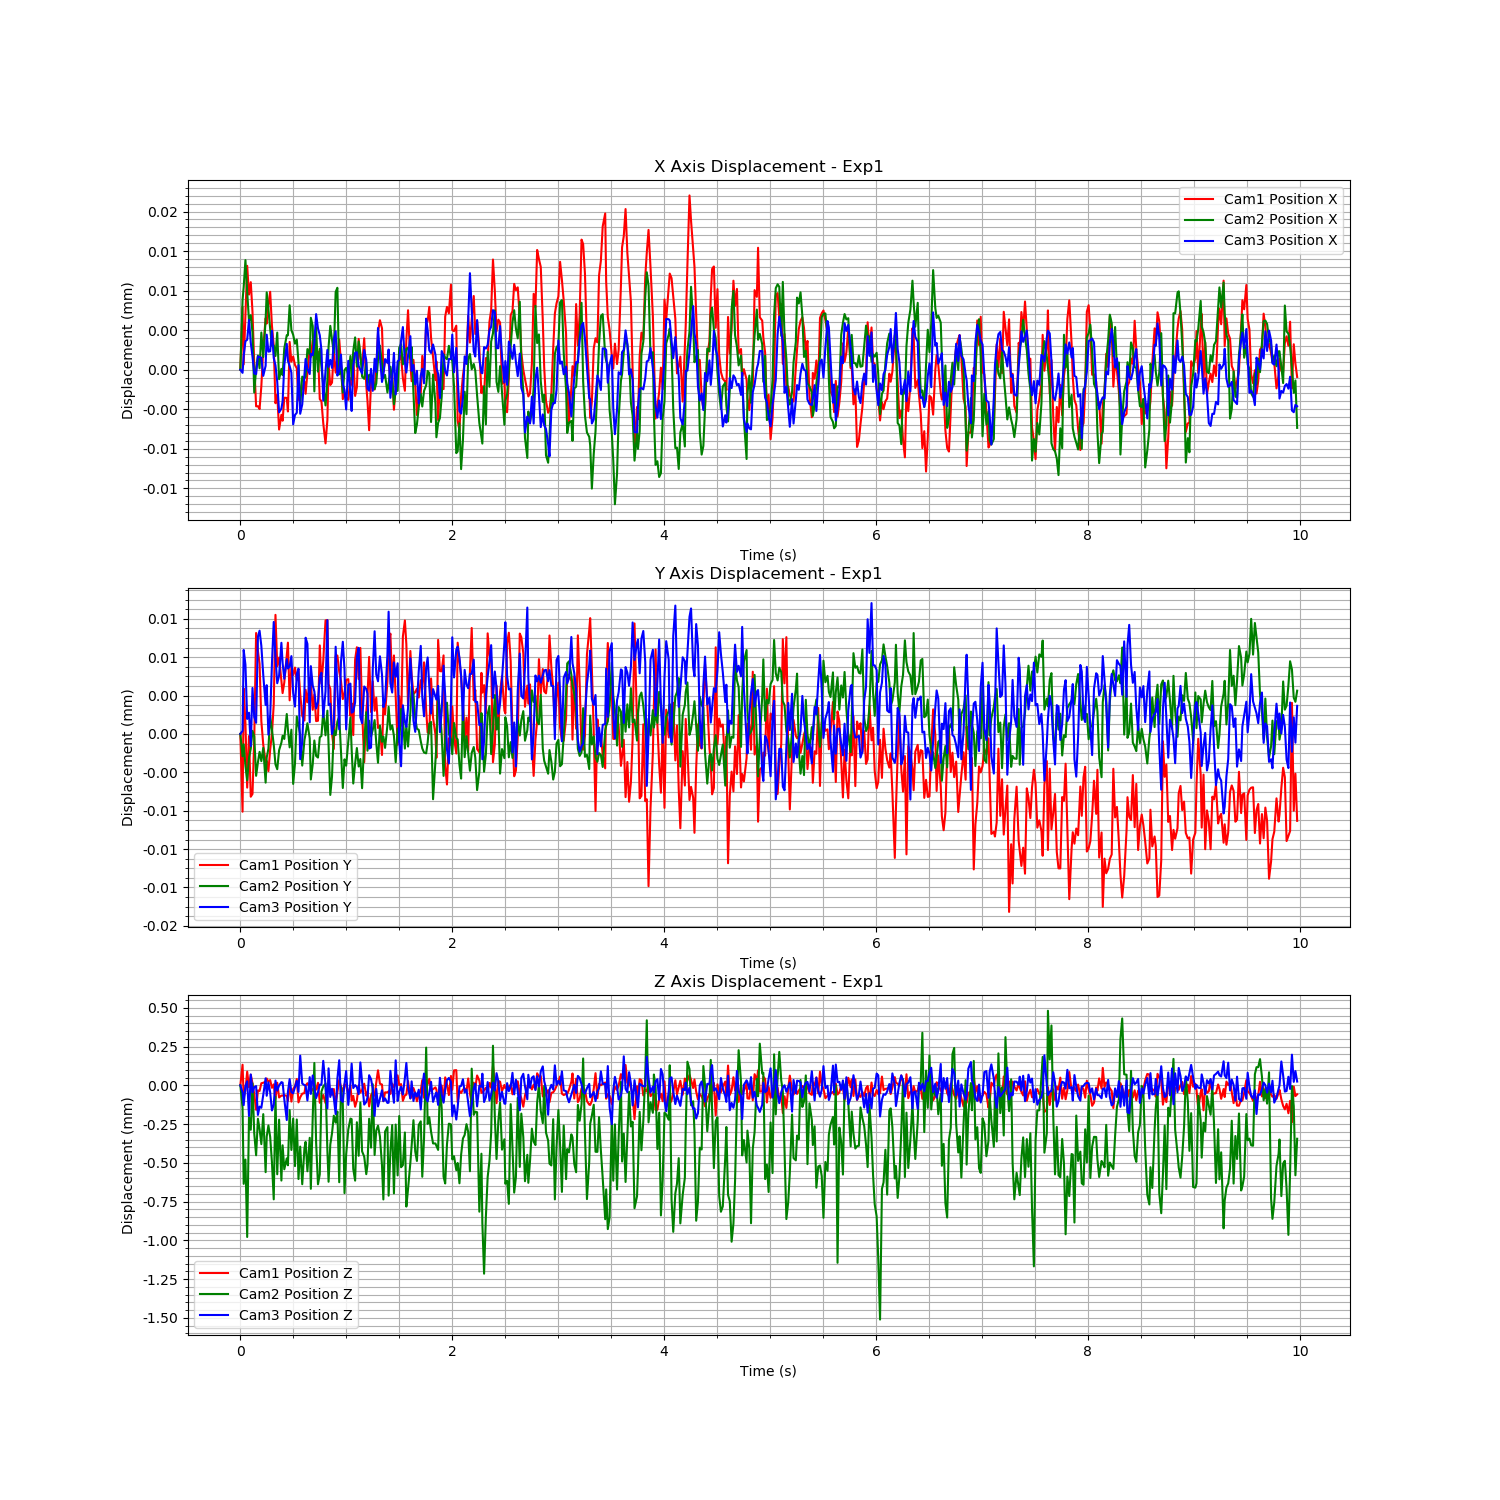 X Axis Displacement - Exp1
Displacement (mm)
0.02
0.01
0.01
0.00
0.00
-0.00
-0.01
-0.01
Cam1 Position X
Cam2 Position X
Cam3 Position X
0 2 4 6 8 10
Time (s)
Y Axis Displacement - Exp1
Displacement (mm)
0.01
0.01
0.00
0.00
-0.00
-0.01
-0.01
-0.01
-0.02
Cam1 Position Y
Cam2 Position Y
Cam3 Position Y
0 2 4 6 8 10
Time (s)
Z Axis Displacement - Exp1
Displacement (mm)
0.50
0.25
0.00
-0.25
-0.50
-0.75
-1.00
-1.25
-1.50
Cam1 Position Z
Cam2 Position Z
Cam3 Position Z
0 2 4 6 8 10
Time (s)